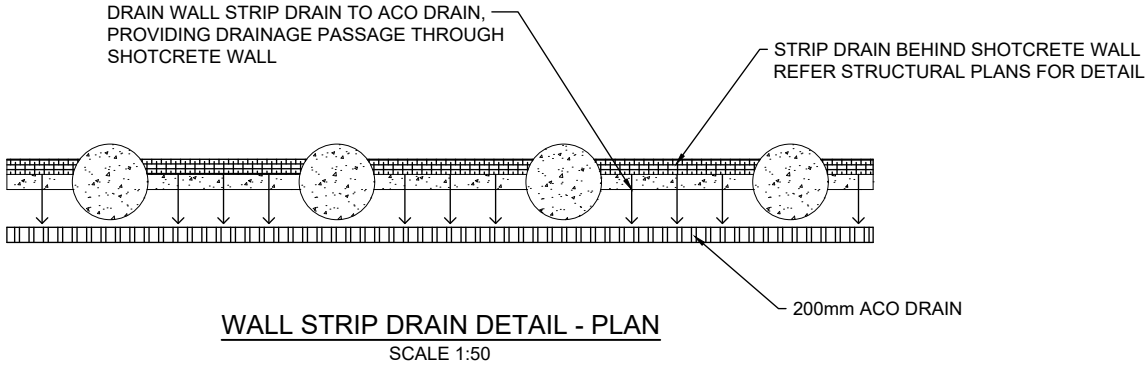 DRAIN WALL STRIP DRAIN TO ACO DRAIN,
PROVIDING DRAINAGE PASSAGE THROUGH
SHOTCRETE WALL
STRIP DRAIN BEHIND SHOTCRETE WALL
REFER STRUCTURAL PLANS FOR DETAIL
200mm ACO DRAIN
WALL STRIP DRAIN DETAIL - PLAN
SCALE 1:50